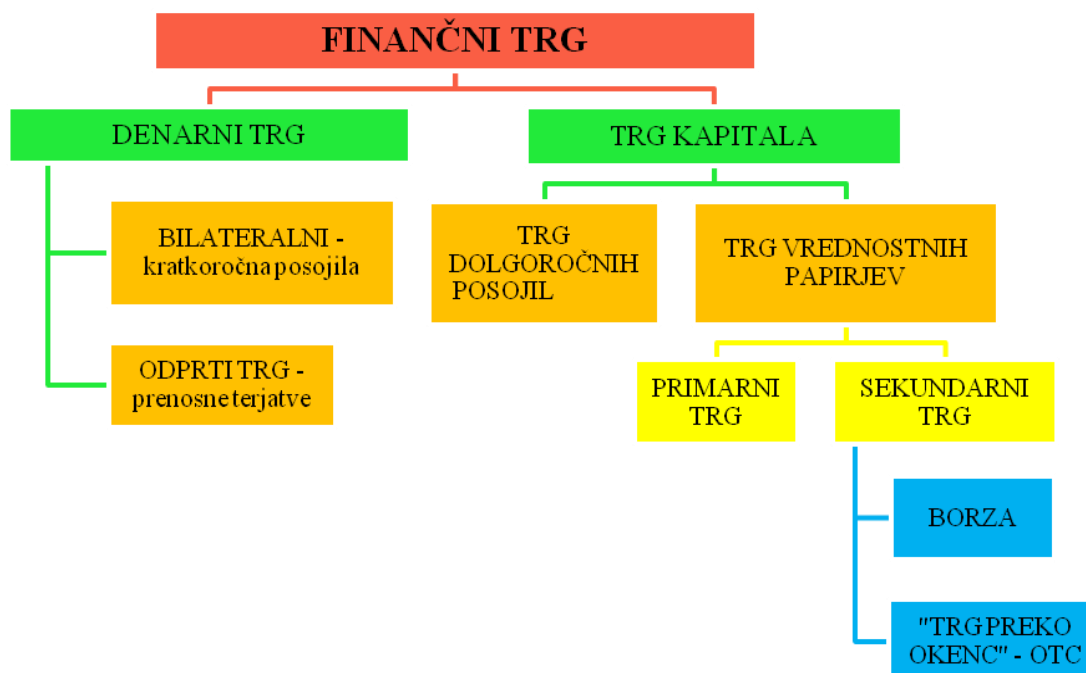 FINANČNI TRG
DENARNI TRG
TRG KAPITALA
BILATERALNI -
kratkoročna posojila
TRG
DOLGOROČNIH
POSOJIL
TRG VREDNOSTNIH
PAPIRJEV
ODPRTI TRG -
prenosne terjatve
PRIMARNI
TRG
SEKUNDARNI
TRG
BORZA
"TRG PREKO
OKENC" - OTC